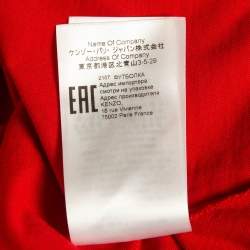 Name Of Company
ケンゾー・パリ・ジャパン株式会社
Address Of Company
東京都港区北青山3-5-29
2167 ФУТБОЛКА
Адрес импортера
смотри на упаковке
Адрес производителя
KENZO,
18 rue Vivienne
75002 Paris France
EAC